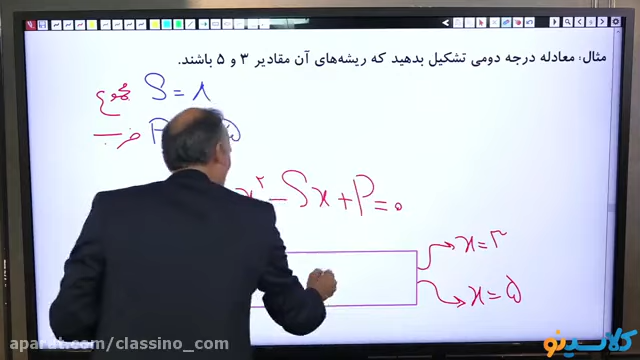 مثال: معادله درجه دومی تشکیل بدهید که ریشه‌های آن مقادیر ۳ و ۵ باشند.
مجموع S = ۸
ضرب P ۵
x² - Sx + P = ۰
x = ۳
x = ۵
aparat.com/classino_com
کلاسینو